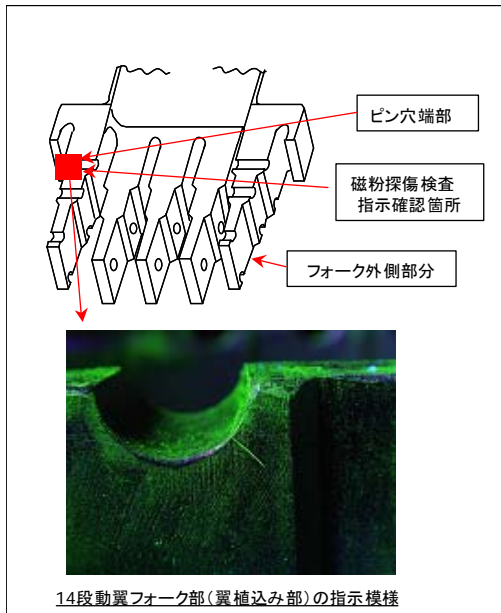 ピン穴端部
磁粉探傷検査
指示確認箇所
フォーク外側部分
14段動翼フォーク部(翼植込み部)の指示模様